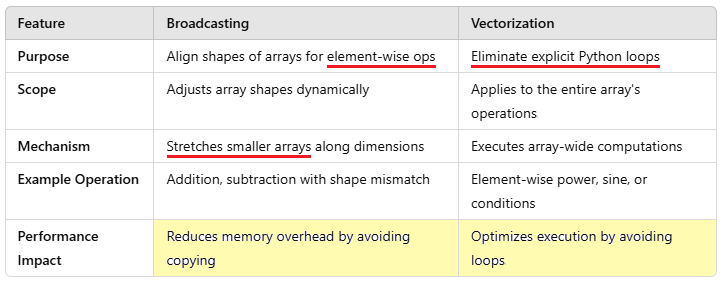 Feature Broadcasting Vectorization
Purpose Align shapes of arrays for element-wise ops Eliminate explicit Python loops
Scope Adjusts array shapes dynamically Applies to the entire array's
operations
Mechanism Stretches smaller arrays along dimensions Executes array-wide computations
Example Operation Addition, subtraction with shape mismatch Element-wise power, sine, or
conditions
Performance Reduces memory overhead by avoiding Optimizes execution by avoiding
Impact copying loops